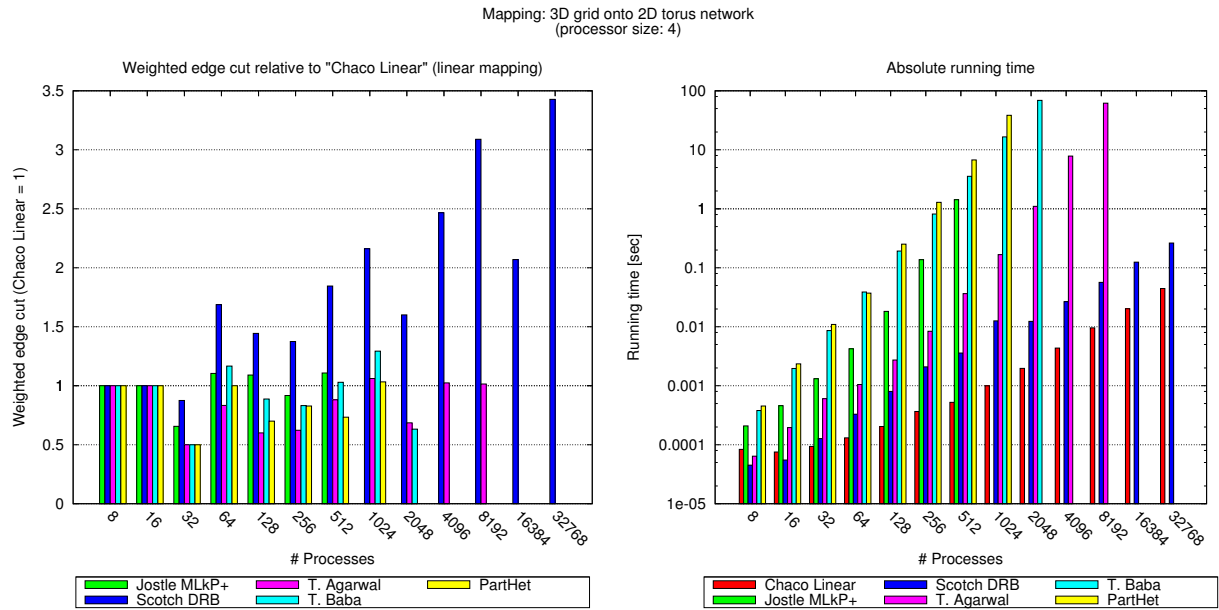 Mapping: 3D grid onto 2D torus network
(processor size: 4)
Weighted edge cut relative to "Chaco Linear" (linear mapping)
Weighted edge cut (Chaco Linear = 1)
3.5
3
2.5
2
1.5
1
0.5
0
8 16 32 64 128 256 512 1024 2048 4096 8192 16384 32768
# Processes
Jostle MLkP+ T. Agarwal PartHet
Scotch DRB T. Baba
Absolute running time
Running time [sec]
100
10
1
0.1
0.01
0.001
0.0001
1e-05
8 16 32 64 128 256 512 1024 2048 4096 8192 16384 32768
# Processes
Chaco Linear Scotch DRB T. Baba
Jostle MLkP+ T. Agarwal PartHet